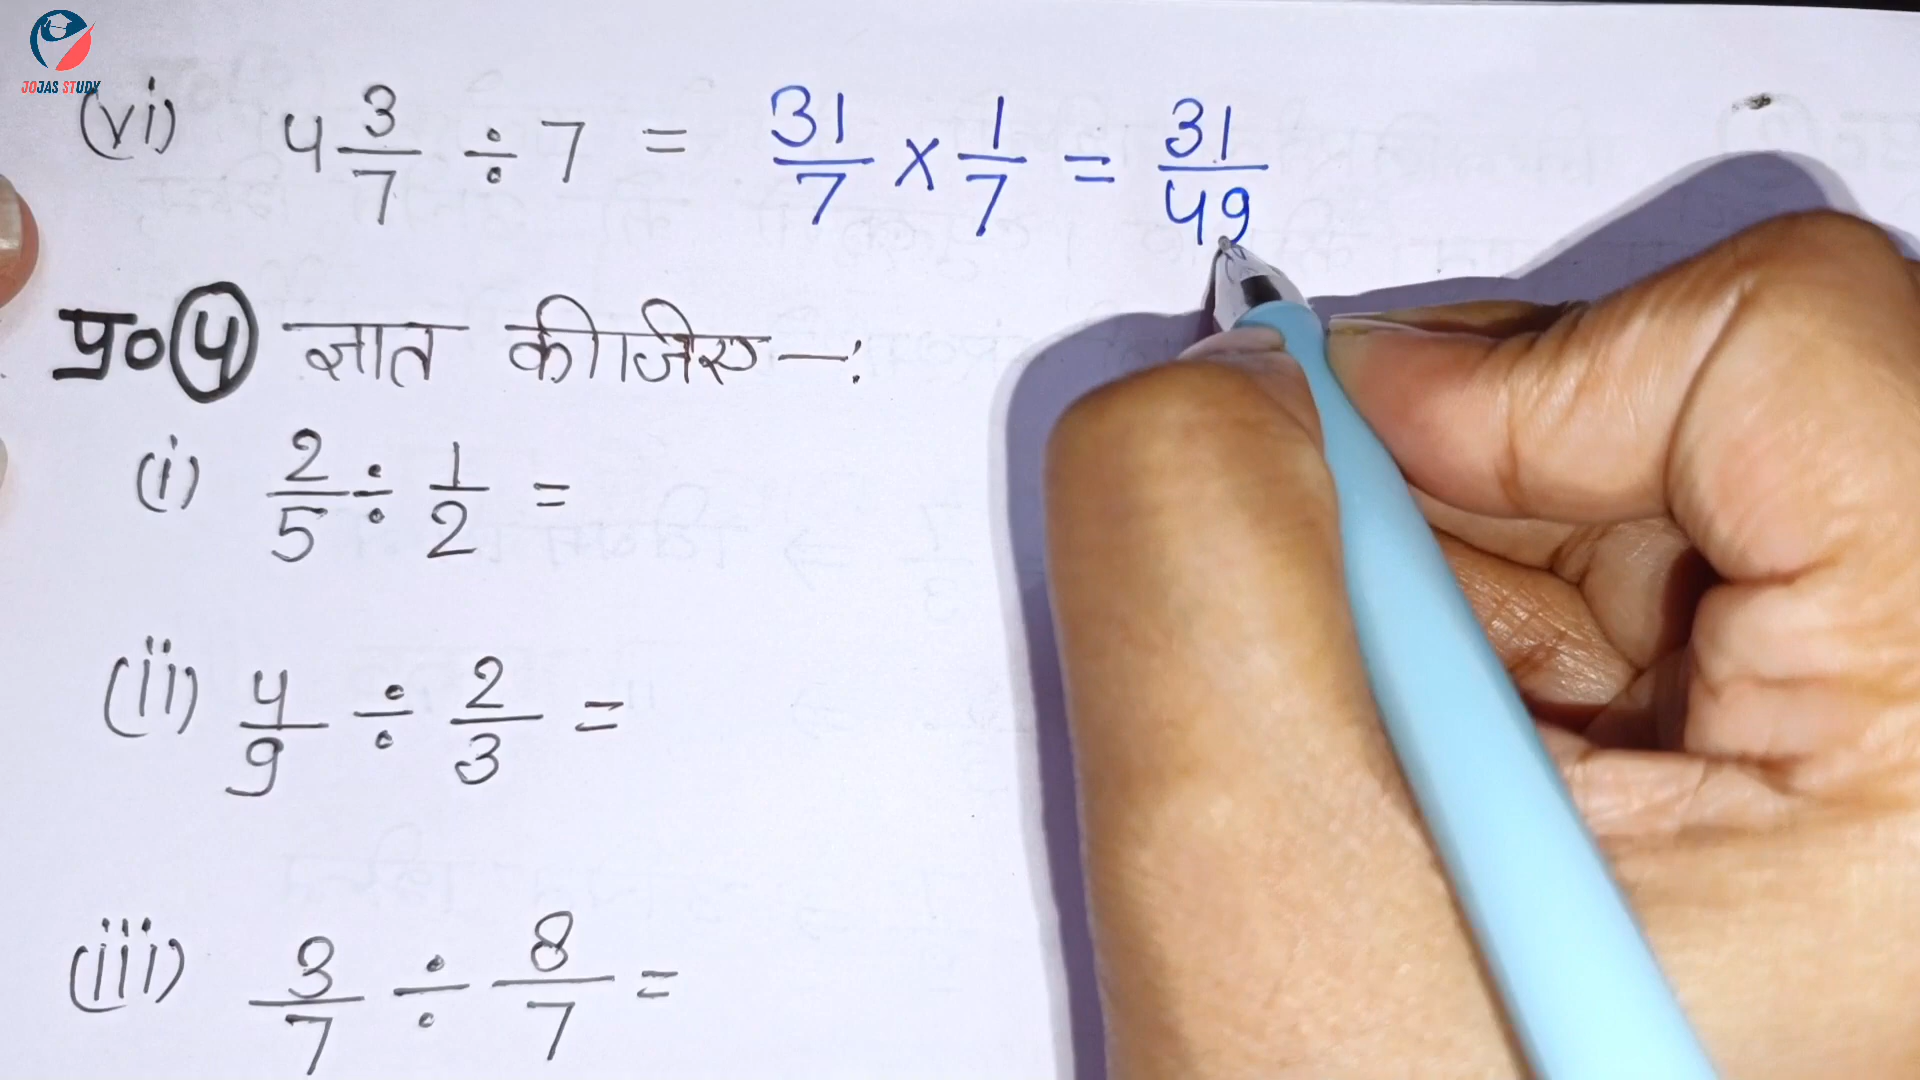 JOJAS STUDY
(vi) 4 3/7 ÷ 7 = 31/7 × 1/7 = 31/49
प्र० 4 ज्ञात कीजिए —:
(i) 2/5 ÷ 1/2 =
(ii) 4/9 ÷ 2/3 =
(iii) 3/7 ÷ 8/7 =